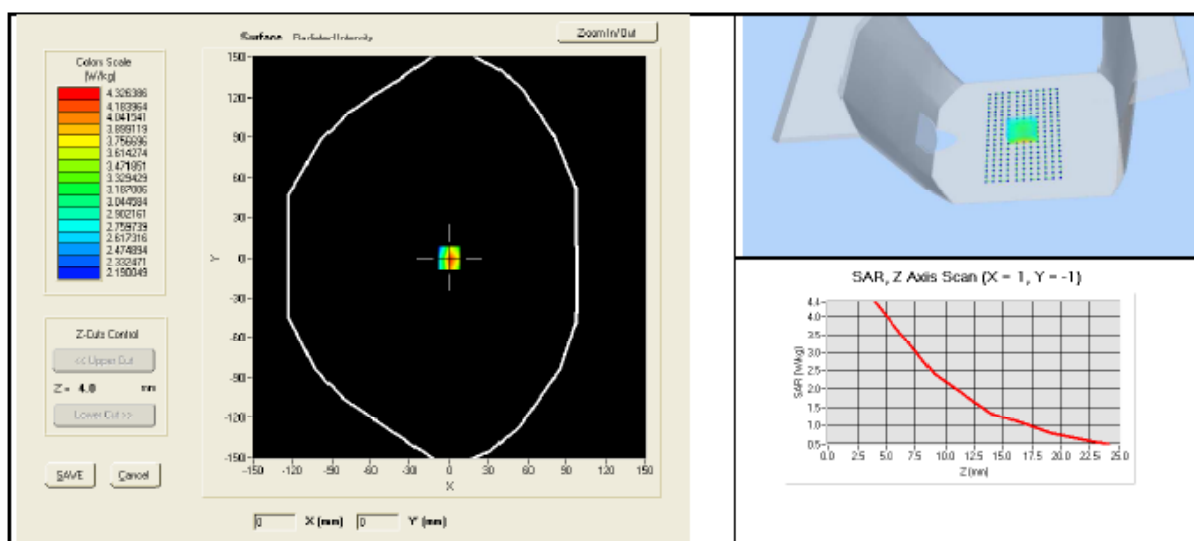 Surface Radiated Intensity
Zoom In/Out
Colors Scale
(W/kg)
4.326386
4.183964
4.041541
3.899119
3.756696
3.614274
3.471851
3.329429
3.187006
3.044584
2.902161
2.759739
2.617316
2.474894
2.332471
2.190049
Z-Cuts Control
<< Upper Cut
Z = 4.0 mm
Lower Cut >>
SAVE Cancel
150
120
90
60
30
0
-30
-60
-90
-120
-150
Y
-150 -120 -90 -60 -30 0 30 60 90 120 150
X
0 X (mm) 0 Y (mm)
SAR, Z Axis Scan (X = 1, Y = -1)
SAR (W/kg)
4.4
4.0
3.5
3.0
2.5
2.0
1.5
1.0
0.5
0.0 2.5 5.0 7.5 10.0 12.5 15.0 17.5 20.0 22.5 25.0
Z (mm)